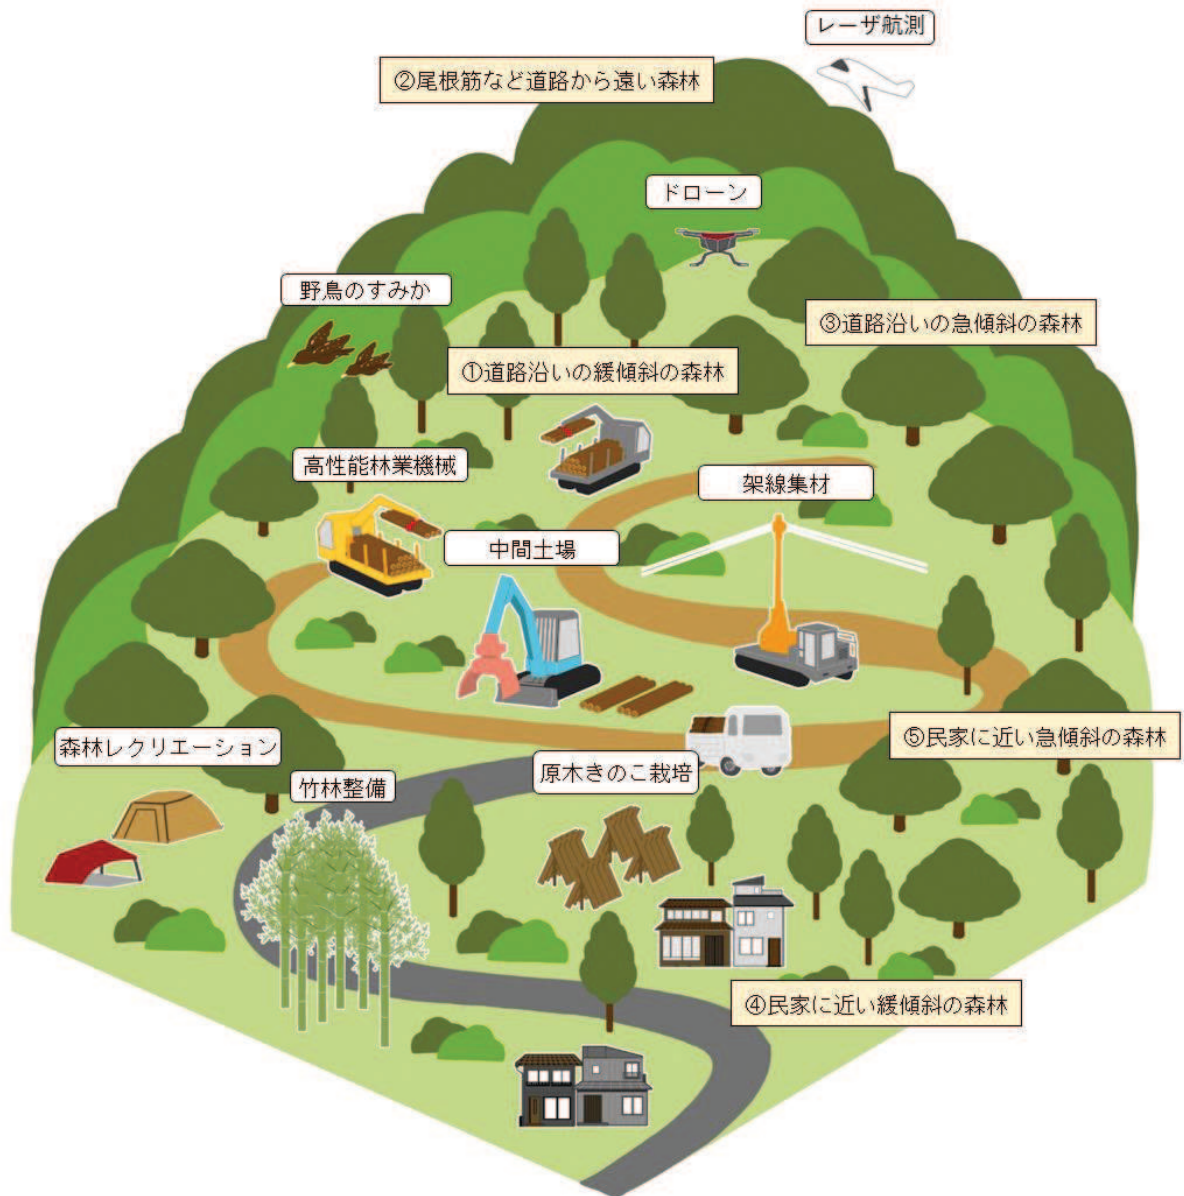 レーザ航測
②尾根筋など道路から遠い森林
ドローン
野鳥のすみか
③道路沿いの急傾斜の森林
①道路沿いの緩傾斜の森林
高性能林業機械
架線集材
中間土場
⑤民家に近い急傾斜の森林
森林レクリエーション
原木きのこ栽培
竹林整備
④民家に近い緩傾斜の森林